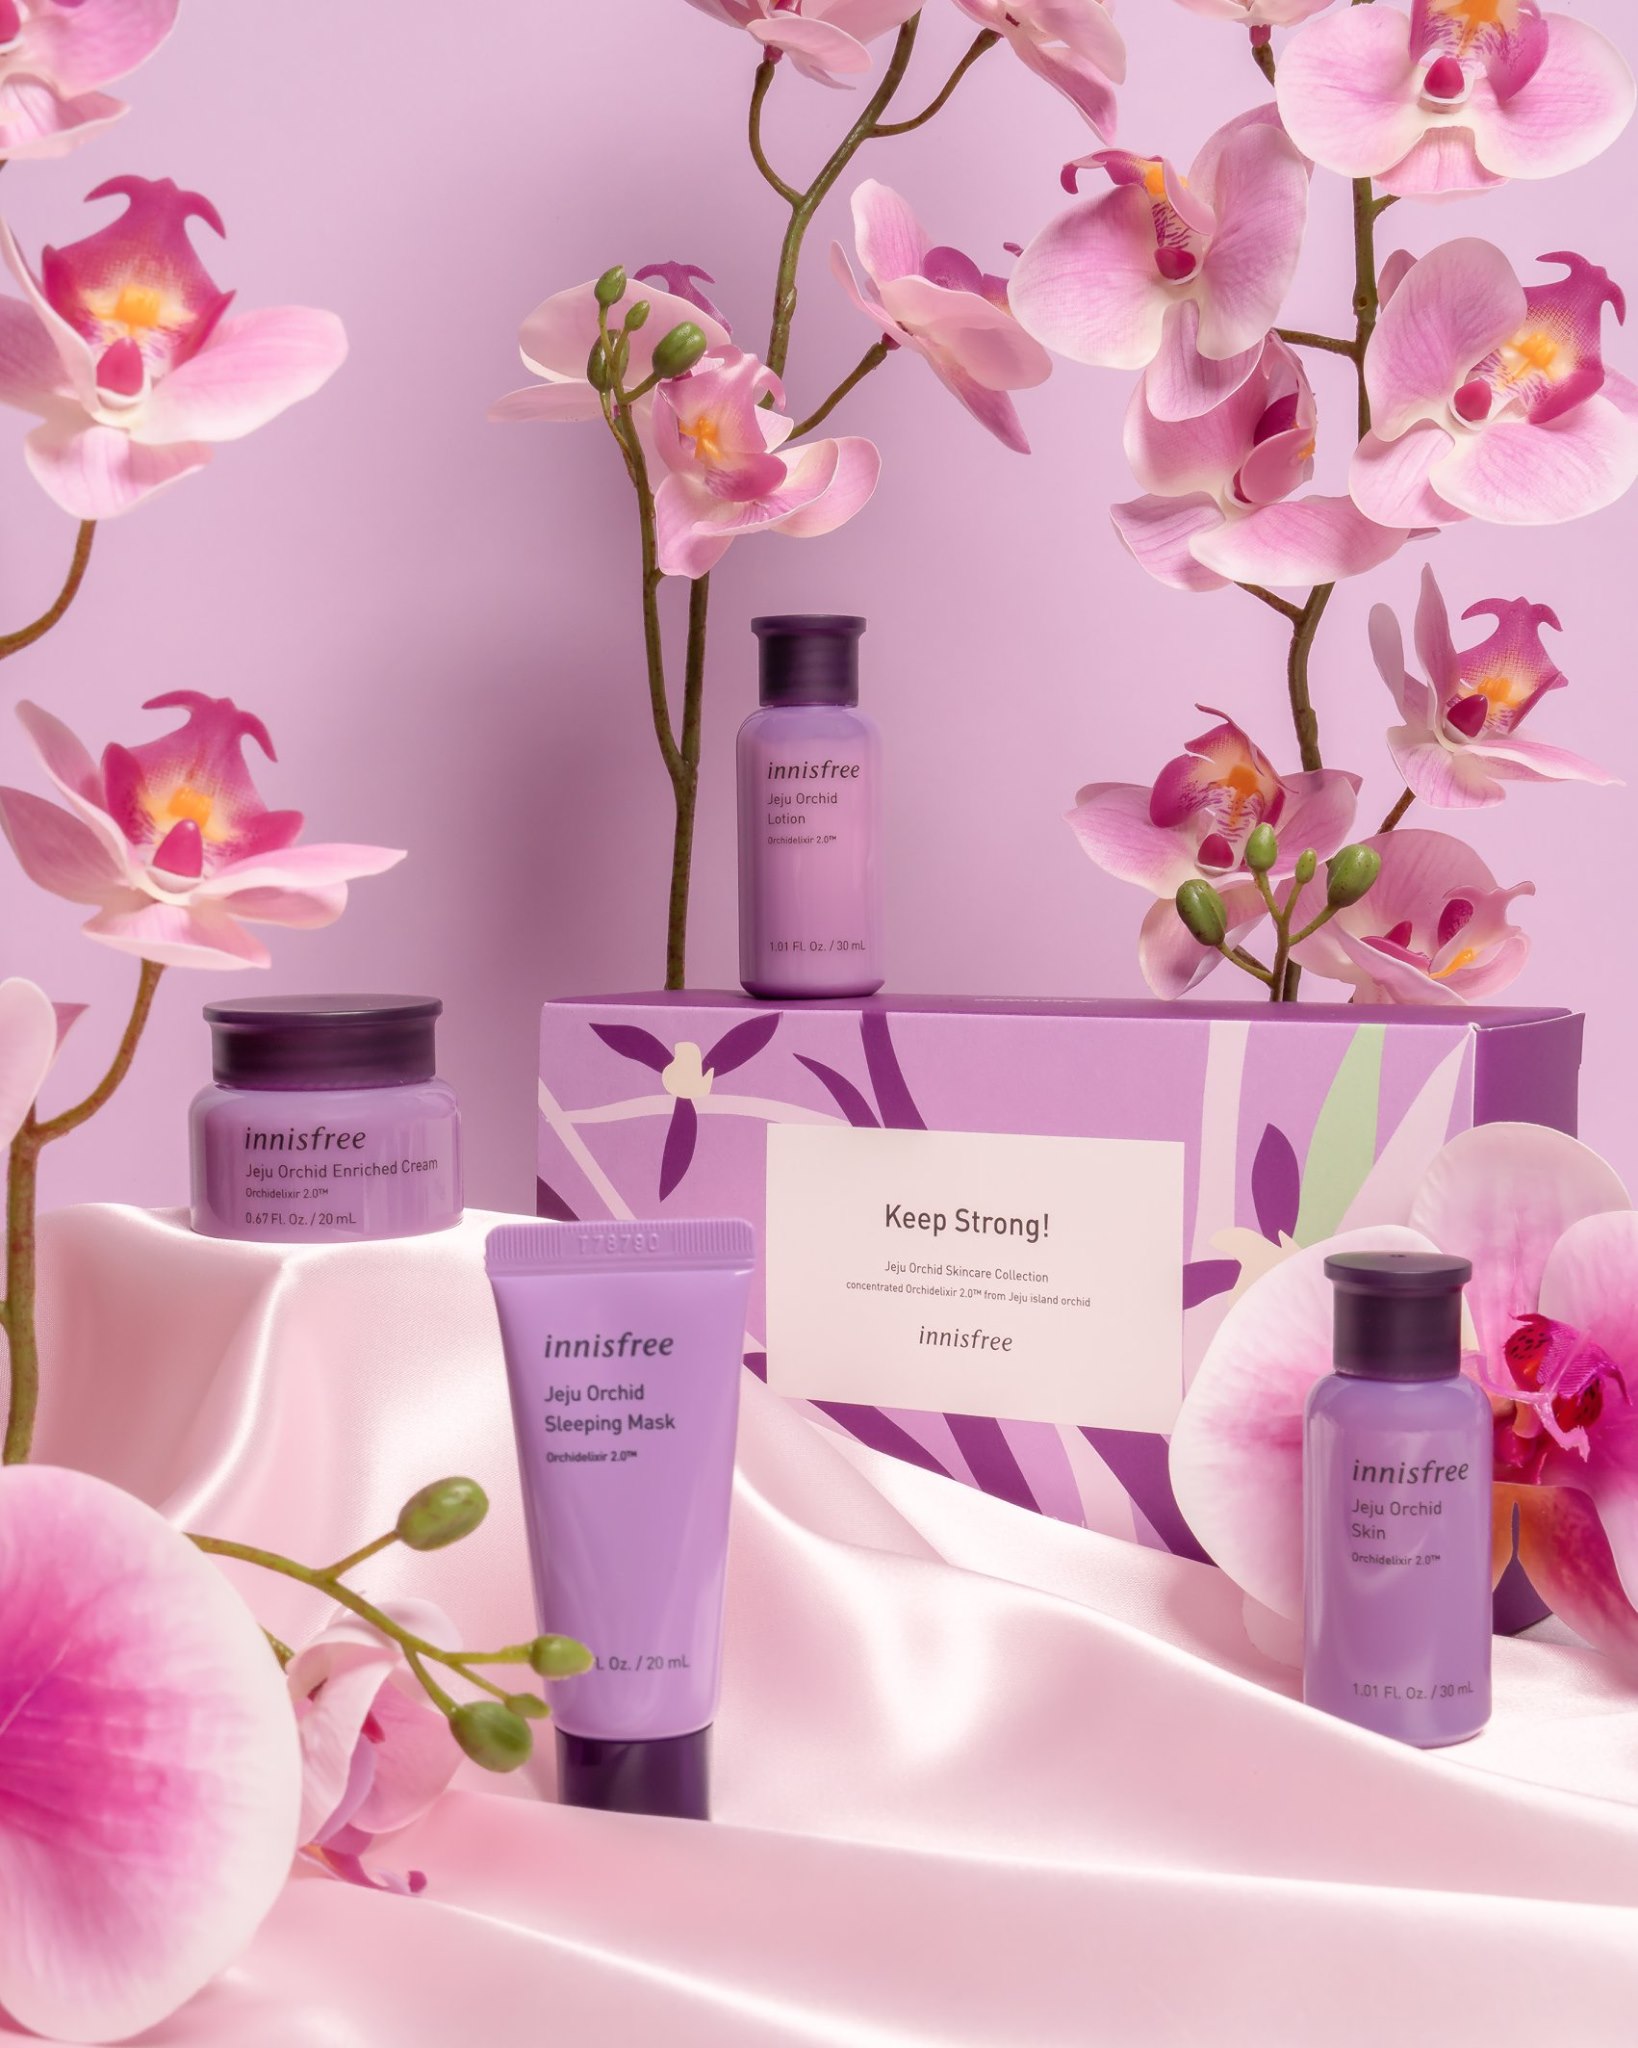 innisfree
Jeju Orchid
Lotion
Orchidelixir 2.0™
1.01 Fl. Oz. / 30 mL
innisfree
Jeju Orchid Enriched Cream
Orchidelixir 2.0™
0.67 Fl. Oz. / 20 mL
Keep Strong!
Jeju Orchid Skincare Collection
concentrated Orchidelixir 2.0™ from Jeju island orchid
innisfree
innisfree
Jeju Orchid
Sleeping Mask
Orchidelixir 2.0™
Oz. / 20 mL
innisfree
Jeju Orchid
Skin
Orchidelixir 2.0™
1.01 Fl. Oz. / 30 mL